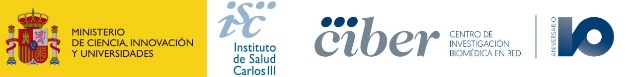 MINISTERIO
DE CIENCIA, INNOVACIÓN
Y UNIVERSIDADES
isc
Instituto
de Salud
Carlos III
ciber
CENTRO DE
INVESTIGACIÓN
BIOMÉDICA EN RED
ANIVERSARIO
10